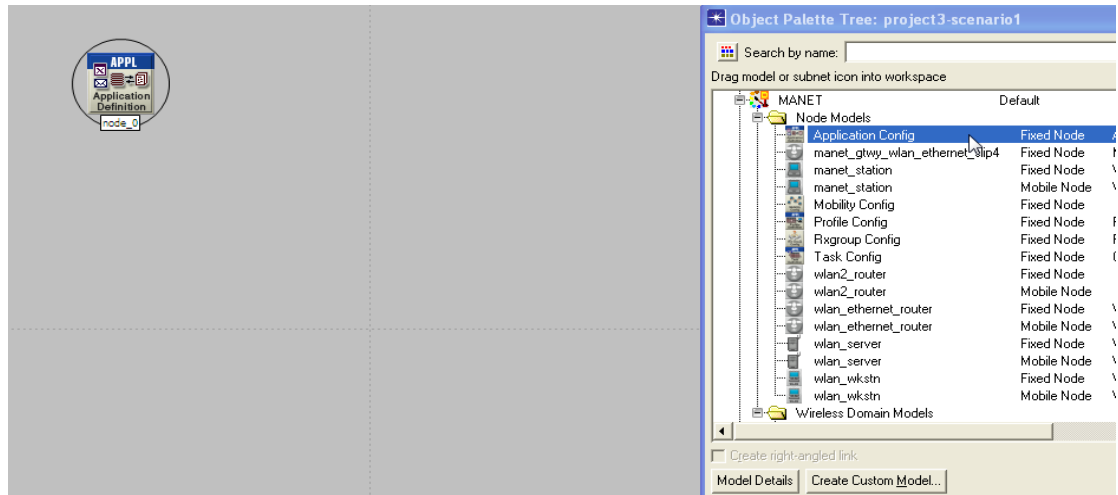 APPL
Application
Definition
node_0
Object Palette Tree: project3-scenario1
Search by name:
Drag model or subnet icon into workspace
MANET Default
Node Models
Application Config Fixed Node
manet_gtwy_wlan_ethernet_slip4 Fixed Node
manet_station Fixed Node
manet_station Mobile Node
Mobility Config Fixed Node
Profile Config Fixed Node
Rxgroup Config Fixed Node
Task Config Fixed Node
wlan2_router Fixed Node
wlan2_router Mobile Node
wlan_ethernet_router Fixed Node
wlan_ethernet_router Mobile Node
wlan_server Fixed Node
wlan_server Mobile Node
wlan_wkstn Fixed Node
wlan_wkstn Mobile Node
Wireless Domain Models
Create right-angled link
Model Details Create Custom Model...